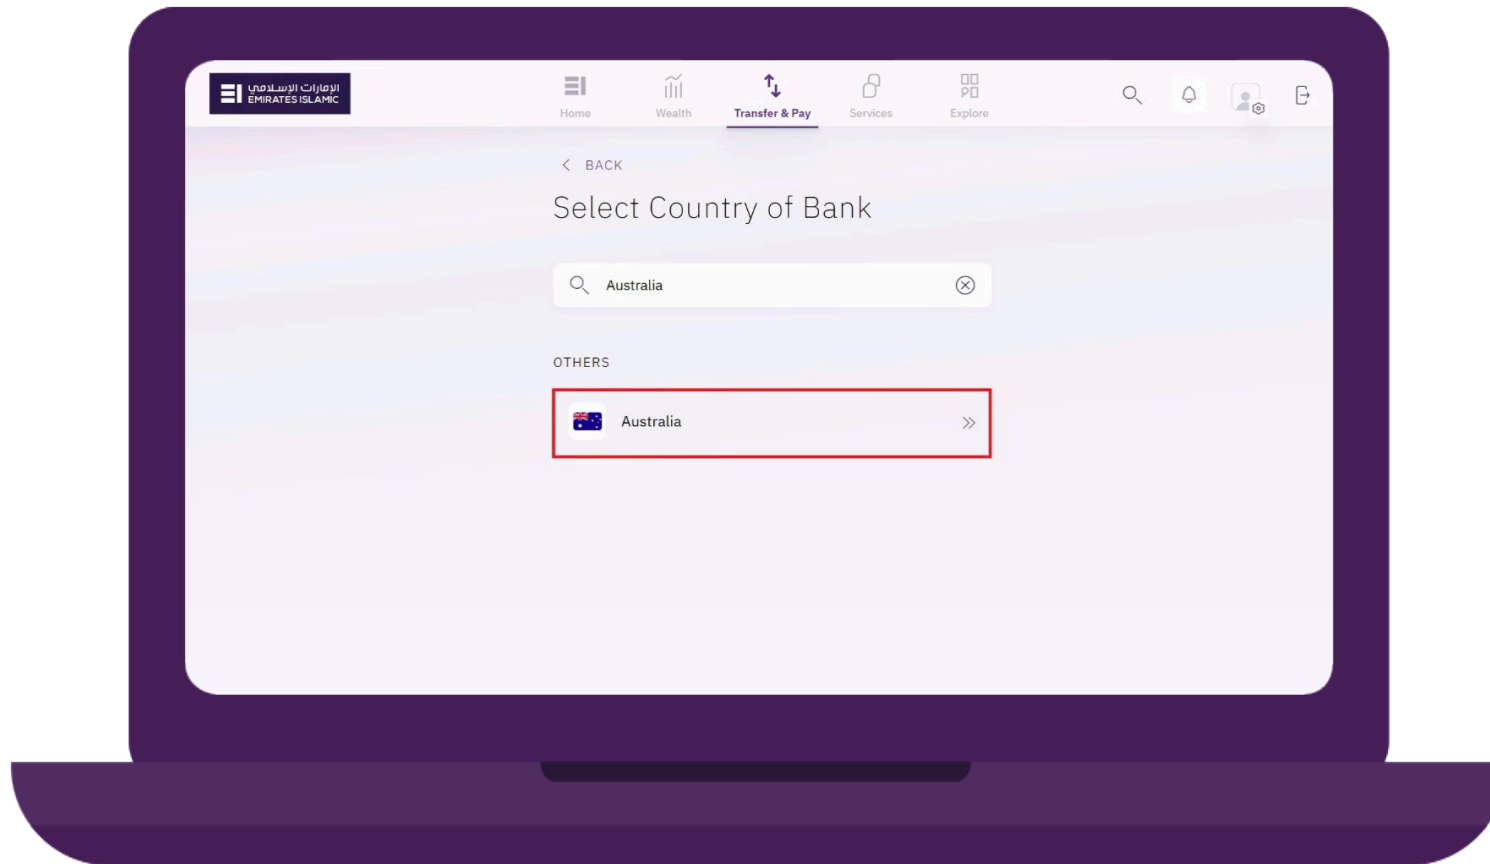 الإمارات الإسلامي
EMIRATES ISLAMIC
Home
Wealth
Transfer & Pay
Services
Explore
BACK
Select Country of Bank
Australia
OTHERS
Australia